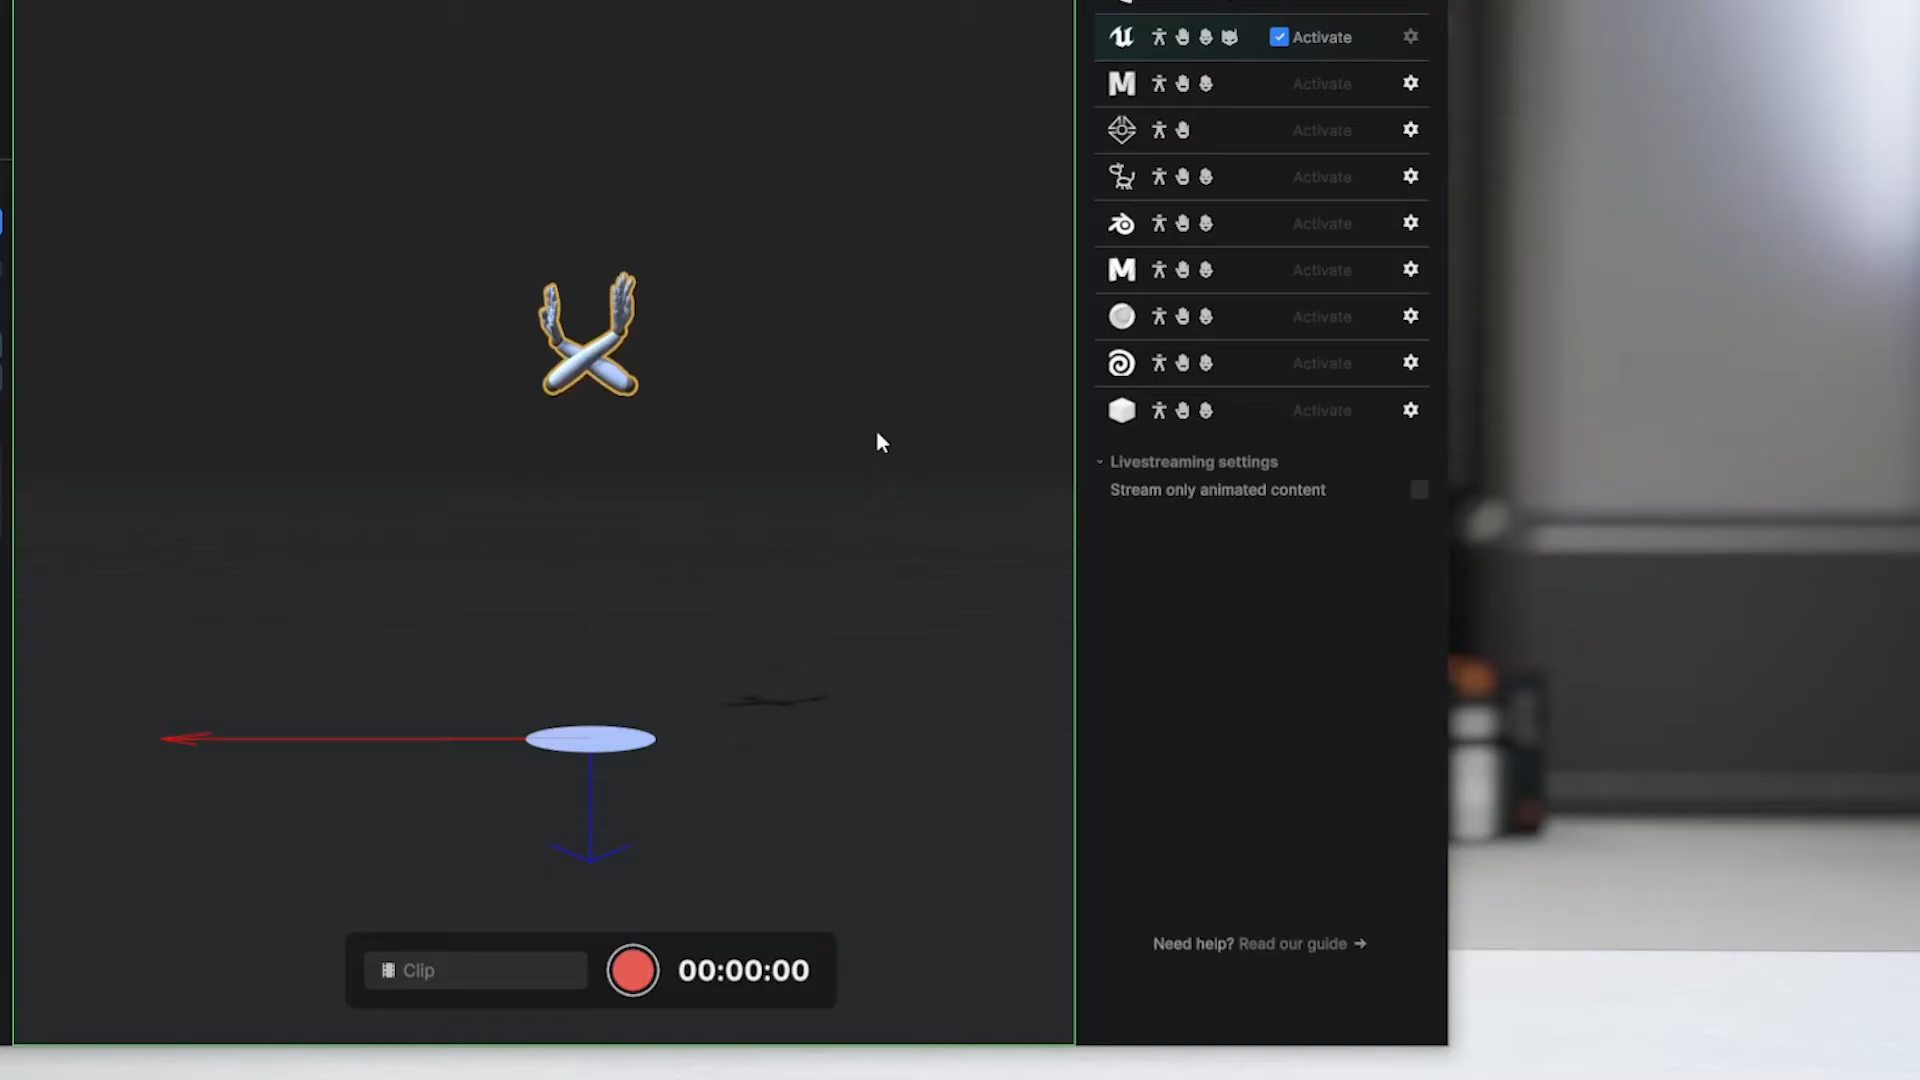 Activate
Activate
Activate
Activate
Activate
Activate
Activate
Activate
Activate
Livestreaming settings
Stream only animated content
Need help? Read our guide →
Clip
00:00:00